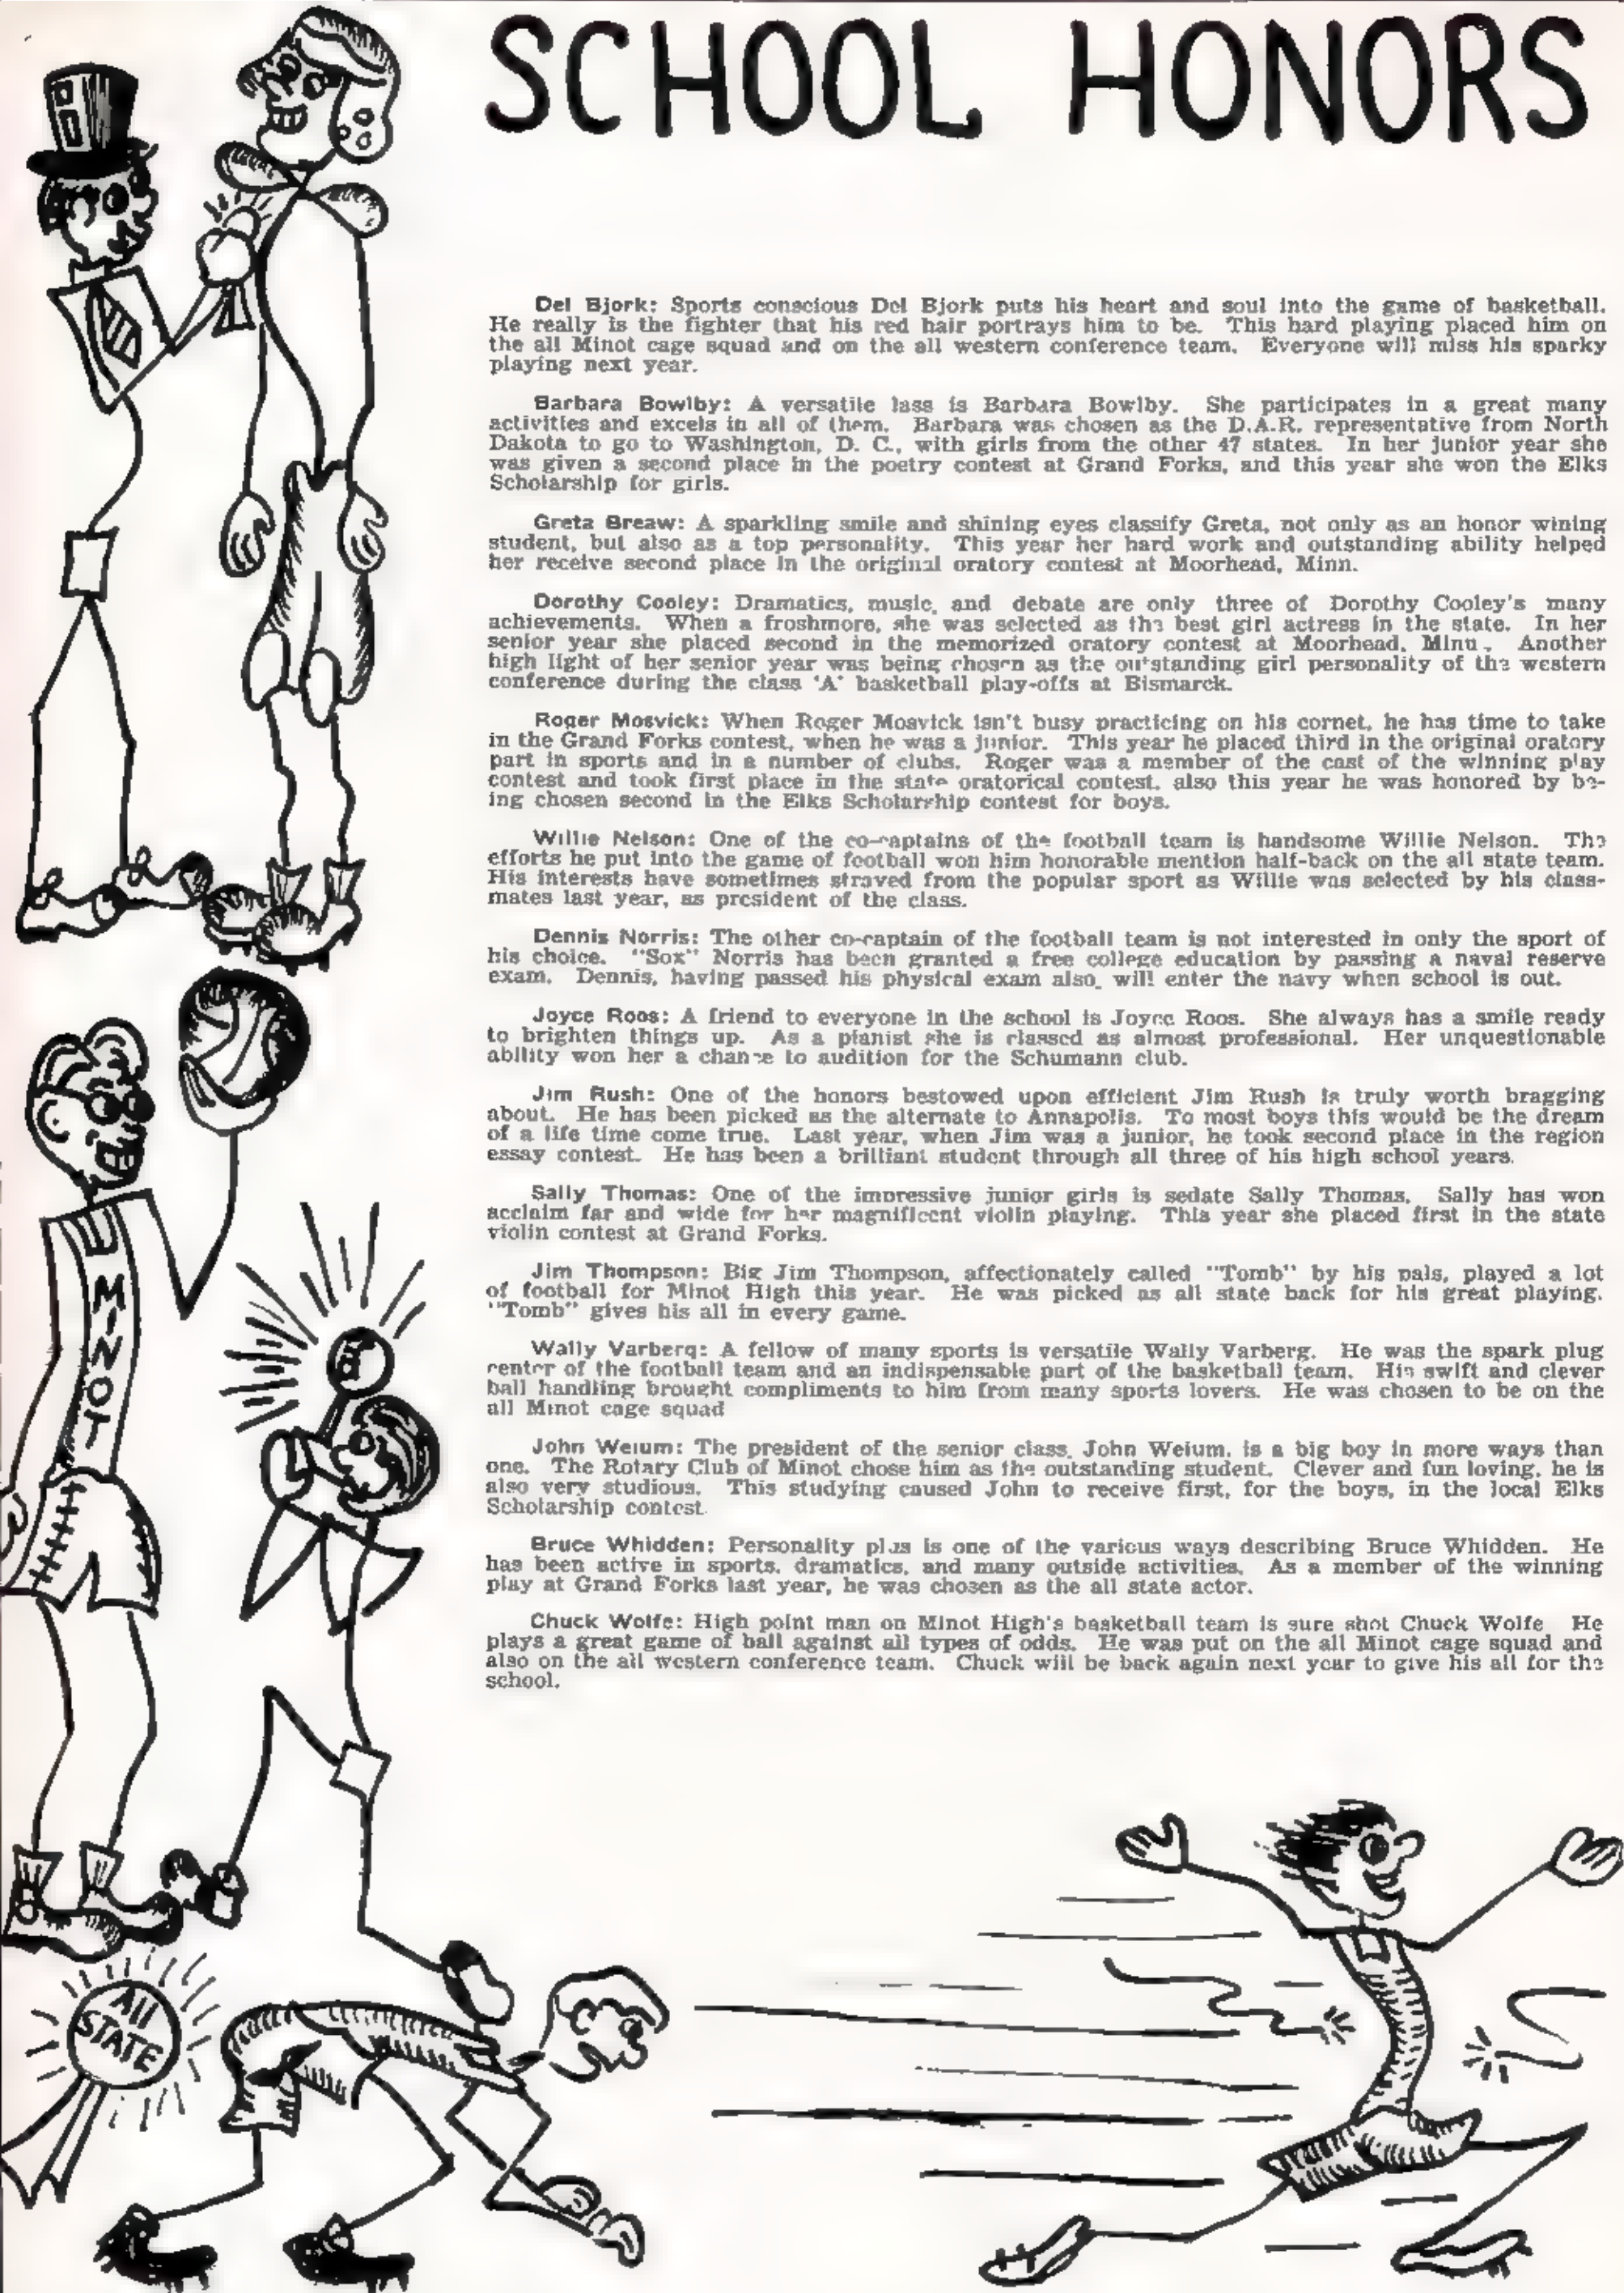 SCHOOL HONORS
Del Bjork: Sports conscious Del Bjork puts his heart and soul into the game of basketball.
He really is the fighter that his red hair portrays him to be. This hard playing placed him on
the all Minot cage squad and on the all western conference team. Everyone will miss his sparky
playing next year.
Barbara Bowlby: A versatile lass is Barbara Bowlby. She participates in a great many
activities and excels in all of them. Barbara was chosen as the D.A.R. representative from North
Dakota to go to Washington, D. C., with girls from the other 47 states. In her junior year she
was given a second place in the poetry contest at Grand Forks, and this year she won the Elks
Scholarship for girls.
Greta Breaw: A sparkling smile and shining eyes classify Greta, not only as an honor wining
student, but also as a top personality. This year her hard work and outstanding ability helped
her receive second place in the original oratory contest at Moorhead, Minn.
Dorothy Cooley: Dramatics, music, and debate are only three of Dorothy Cooley's many
achievements. When a froshmore, she was selected as the best girl actress in the state. In her
senior year she placed second in the memorized oratory contest at Moorhead, Minn. Another
high light of her senior year was being chosen as the outstanding girl personality of the western
conference during the class 'A' basketball play-offs at Bismarck.
Roger Mosvick: When Roger Mosvick isn't busy practicing on his cornet, he has time to take
in the Grand Forks contest, when he was a junior. This year he placed third in the original oratory
part in sports and in a number of clubs. Roger was a member of the cast of the winning play
contest and took first place in the state oratorical contest. also this year he was honored by be-
ing chosen second in the Elks Scholarship contest for boys.
Willie Nelson: One of the co-captains of the football team is handsome Willie Nelson. The
efforts he put into the game of football won him honorable mention half-back on the all state team.
His interests have sometimes strayed from the popular sport as Willie was selected by his class-
mates last year, as president of the class.
Dennis Norris: The other co-captain of the football team is not interested in only the sport of
his choice. "Sox" Norris has been granted a free college education by passing a naval reserve
exam. Dennis, having passed his physical exam also, will enter the navy when school is out.
Joyce Roos: A friend to everyone in the school is Joyce Roos. She always has a smile ready
to brighten things up. As a pianist she is classed as almost professional. Her unquestionable
ability won her a chance to audition for the Schumann club.
Jim Rush: One of the honors bestowed upon efficient Jim Rush is truly worth bragging
about. He has been picked as the alternate to Annapolis. To most boys this would be the dream
of a life time come true. Last year, when Jim was a junior, he took second place in the region
essay contest. He has been a brilliant student through all three of his high school years.
Sally Thomas: One of the impressive junior girls is sedate Sally Thomas. Sally has won
acclaim far and wide for her magnificent violin playing. This year she placed first in the state
violin contest at Grand Forks.
Jim Thompson: Big Jim Thompson, affectionately called "Tomb" by his pals, played a lot
of football for Minot High this year. He was picked as all state back for his great playing.
"Tomb" gives his all in every game.
Wally Varberg: A fellow of many sports is versatile Wally Varberg. He was the spark plug
center of the football team and an indispensable part of the basketball team. His swift and clever
ball handling brought compliments to him from many sports lovers. He was chosen to be on the
all Minot cage squad
John Weium: The president of the senior class, John Weium, is a big boy in more ways than
one. The Rotary Club of Minot chose him as the outstanding student. Clever and fun loving, he is
also very studious. This studying caused John to receive first, for the boys, in the local Elks
Scholarship contest.
Bruce Whidden: Personality plus is one of the various ways describing Bruce Whidden. He
has been active in sports, dramatics, and many outside activities. As a member of the winning
play at Grand Forks last year, he was chosen as the all state actor.
Chuck Wolfe: High point man on Minot High's basketball team is sure shot Chuck Wolfe He
plays a great game of ball against all types of odds. He was put on the all Minot cage squad and
also on the all western conference team. Chuck will be back again next year to give his all for the
school.
MINOT
All
STATE